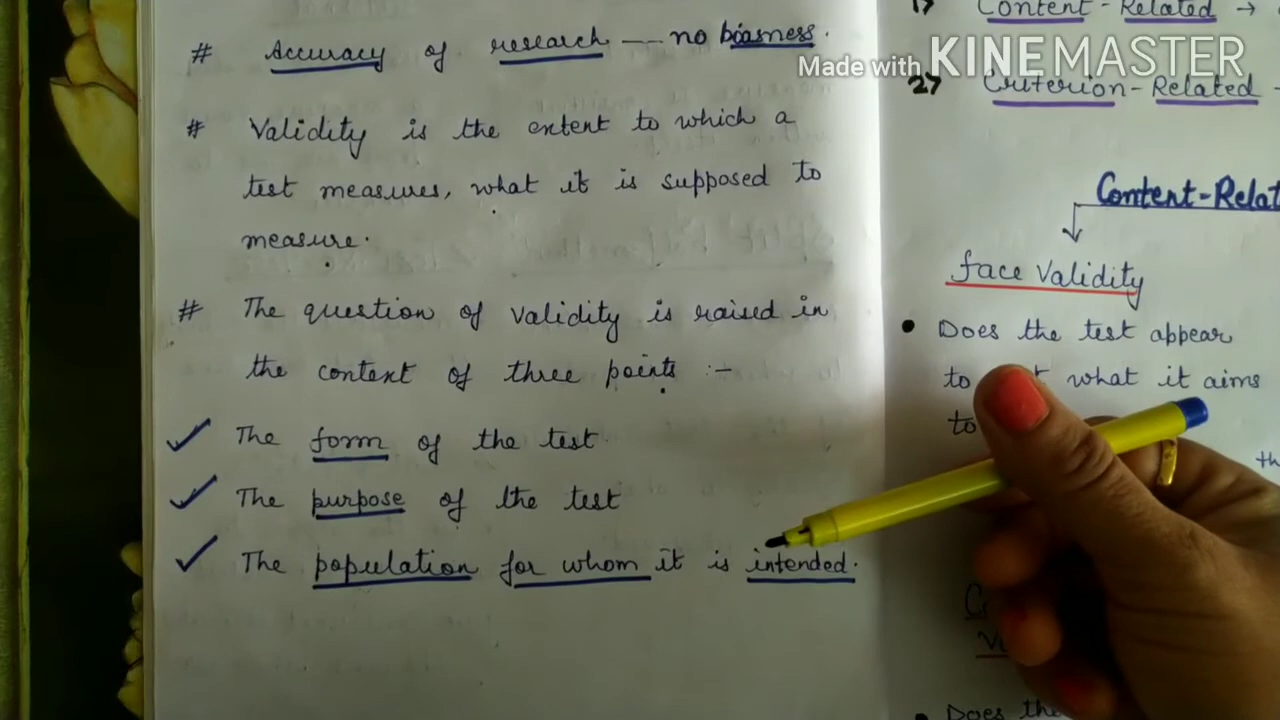 # Accuracy of research — no biasness.
# Validity is the extent to which a
test measures, what it is supposed to
measure.
# The question of validity is raised in
the context of three points :-
✓ The form of the test.
✓ The purpose of the test
✓ The population for whom it is intended.
Made with KINEMASTER
1> Content-Related →
2> Criterion-Related -
Content-Relat
face Validity
• Does the test appear
to what it aims
to
th
• Does the